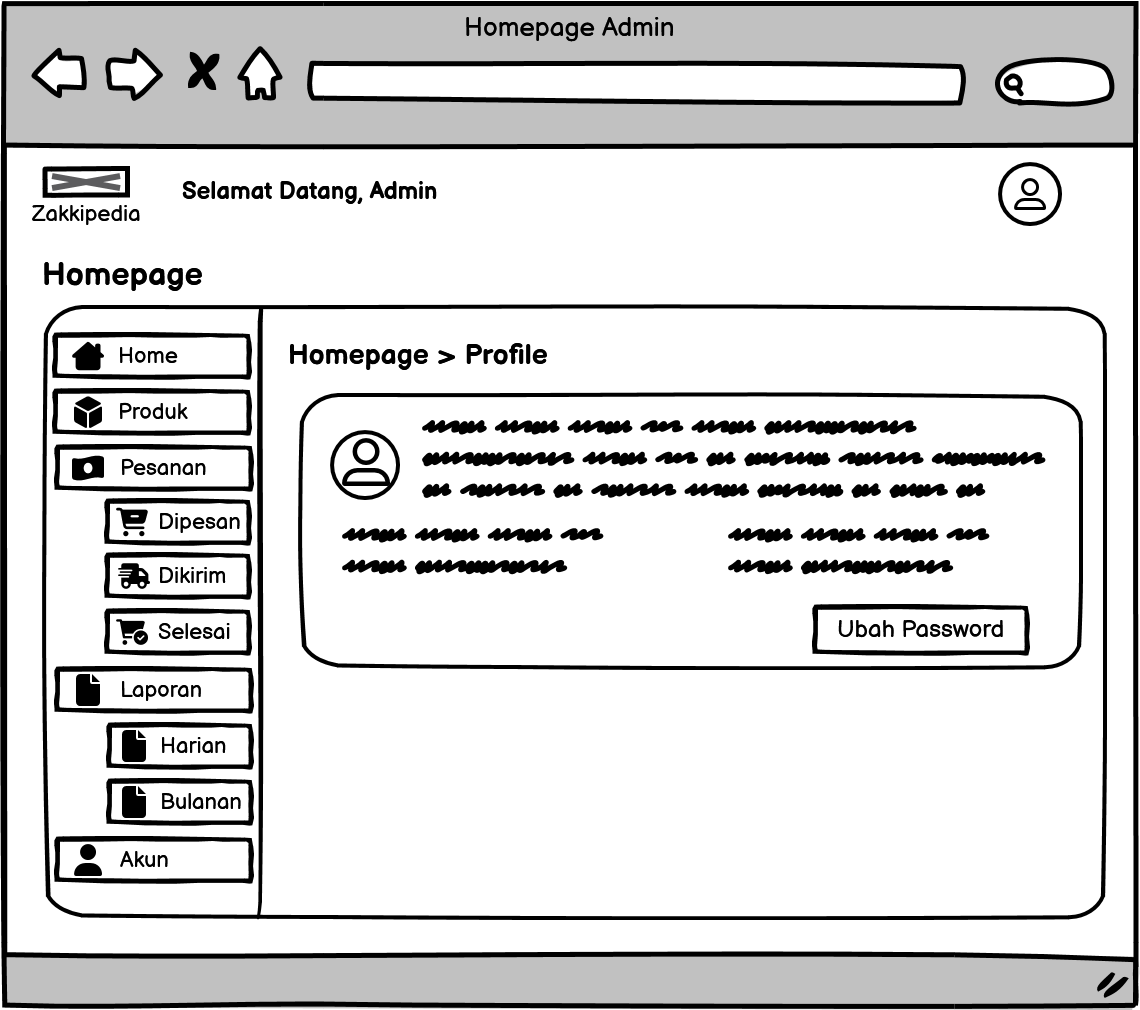 Homepage Admin
Selamat Datang, Admin
Zakkipedia
Homepage
Home
Produk
Pesanan
Dipesan
Dikirim
Selesai
Laporan
Harian
Bulanan
Akun
Homepage > Profile
Ubah Password